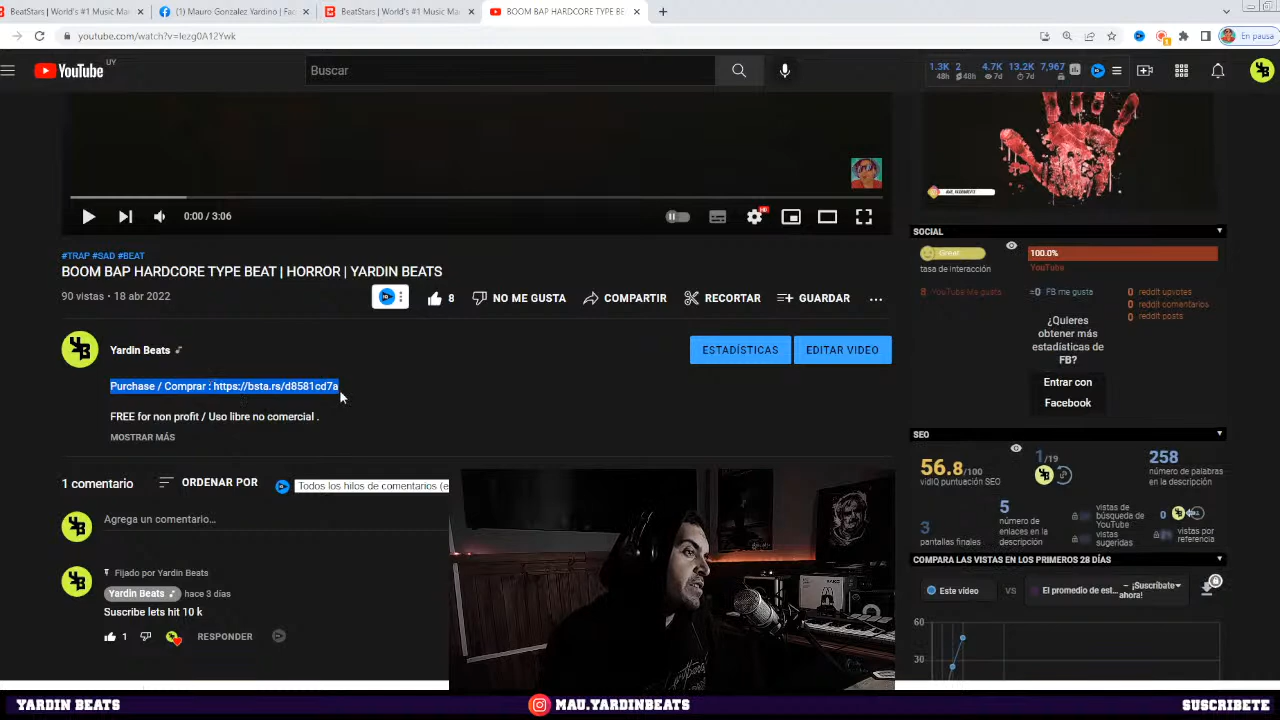 BeatStars | World's #1 Music Mar
(1) Mauro Gonzalez Yardino | Fac
BeatStars | World's #1 Music Mar
BOOM BAP HARDCORE TYPE BE
youtube.com/watch?v=Iezg0A12Ywk
En pausa
YouTube UY
Buscar
1.3K 2 4.7K 13.2K 7,967
48h 48h 7d 7d
0:00 / 3:06
#TRAP #SAD #BEAT
BOOM BAP HARDCORE TYPE BEAT | HORROR | YARDIN BEATS
90 vistas • 18 abr 2022
8 NO ME GUSTA COMPARTIR RECORTAR GUARDAR
Yardin Beats
ESTADÍSTICAS EDITAR VIDEO
Purchase / Comprar : https://bsta.rs/d8581cd7a
FREE for non profit / Uso libre no comercial .
MOSTRAR MÁS
1 comentario ORDENAR POR Todos los hilos de comentarios (e
Agrega un comentario...
Fijado por Yardin Beats
Yardin Beats hace 3 días
Suscribe lets hit 10 k
1 RESPONDER
SOCIAL
Great 100.0%
tasa de interacción YouTube
8 YouTube Me gusta =0 FB me gusta 0 reddit upvotes
0 reddit comentarios
0 reddit posts
¿Quieres
obtener más
estadísticas de
FB?
Entrar con
Facebook
SEO
56.8/100
vidIQ puntuación SEO
1/19
258
número de palabras
en la descripción
3
pantallas finales
5
número de
enlaces en la
descripción
vistas de
búsqueda de
YouTube
vistas
sugeridas
0
vistas por
referencia
COMPARA LAS VISTAS EN LOS PRIMEROS 28 DÍAS
Este video VS El promedio de est... – ¡Suscríbate ahora!
60
30
YARDIN BEATS
MAU.YARDINBEATS
SUSCRIBETE